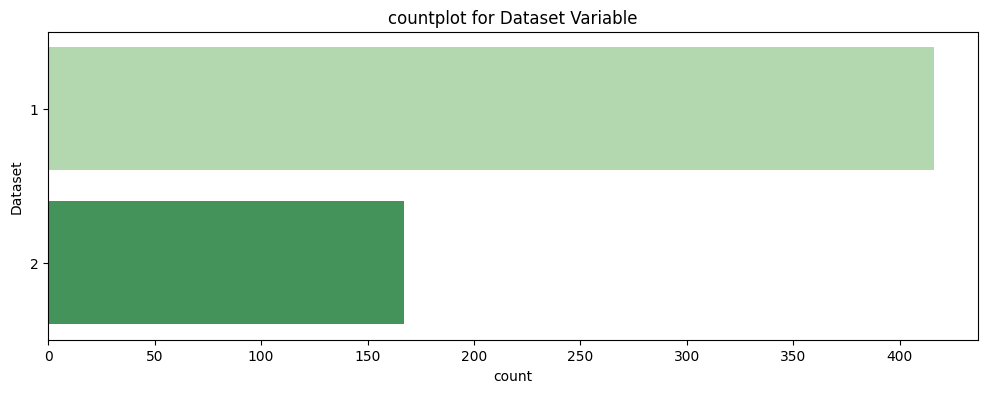 countplot for Dataset Variable
1
2
Dataset
0 50 100 150 200 250 300 350 400
count